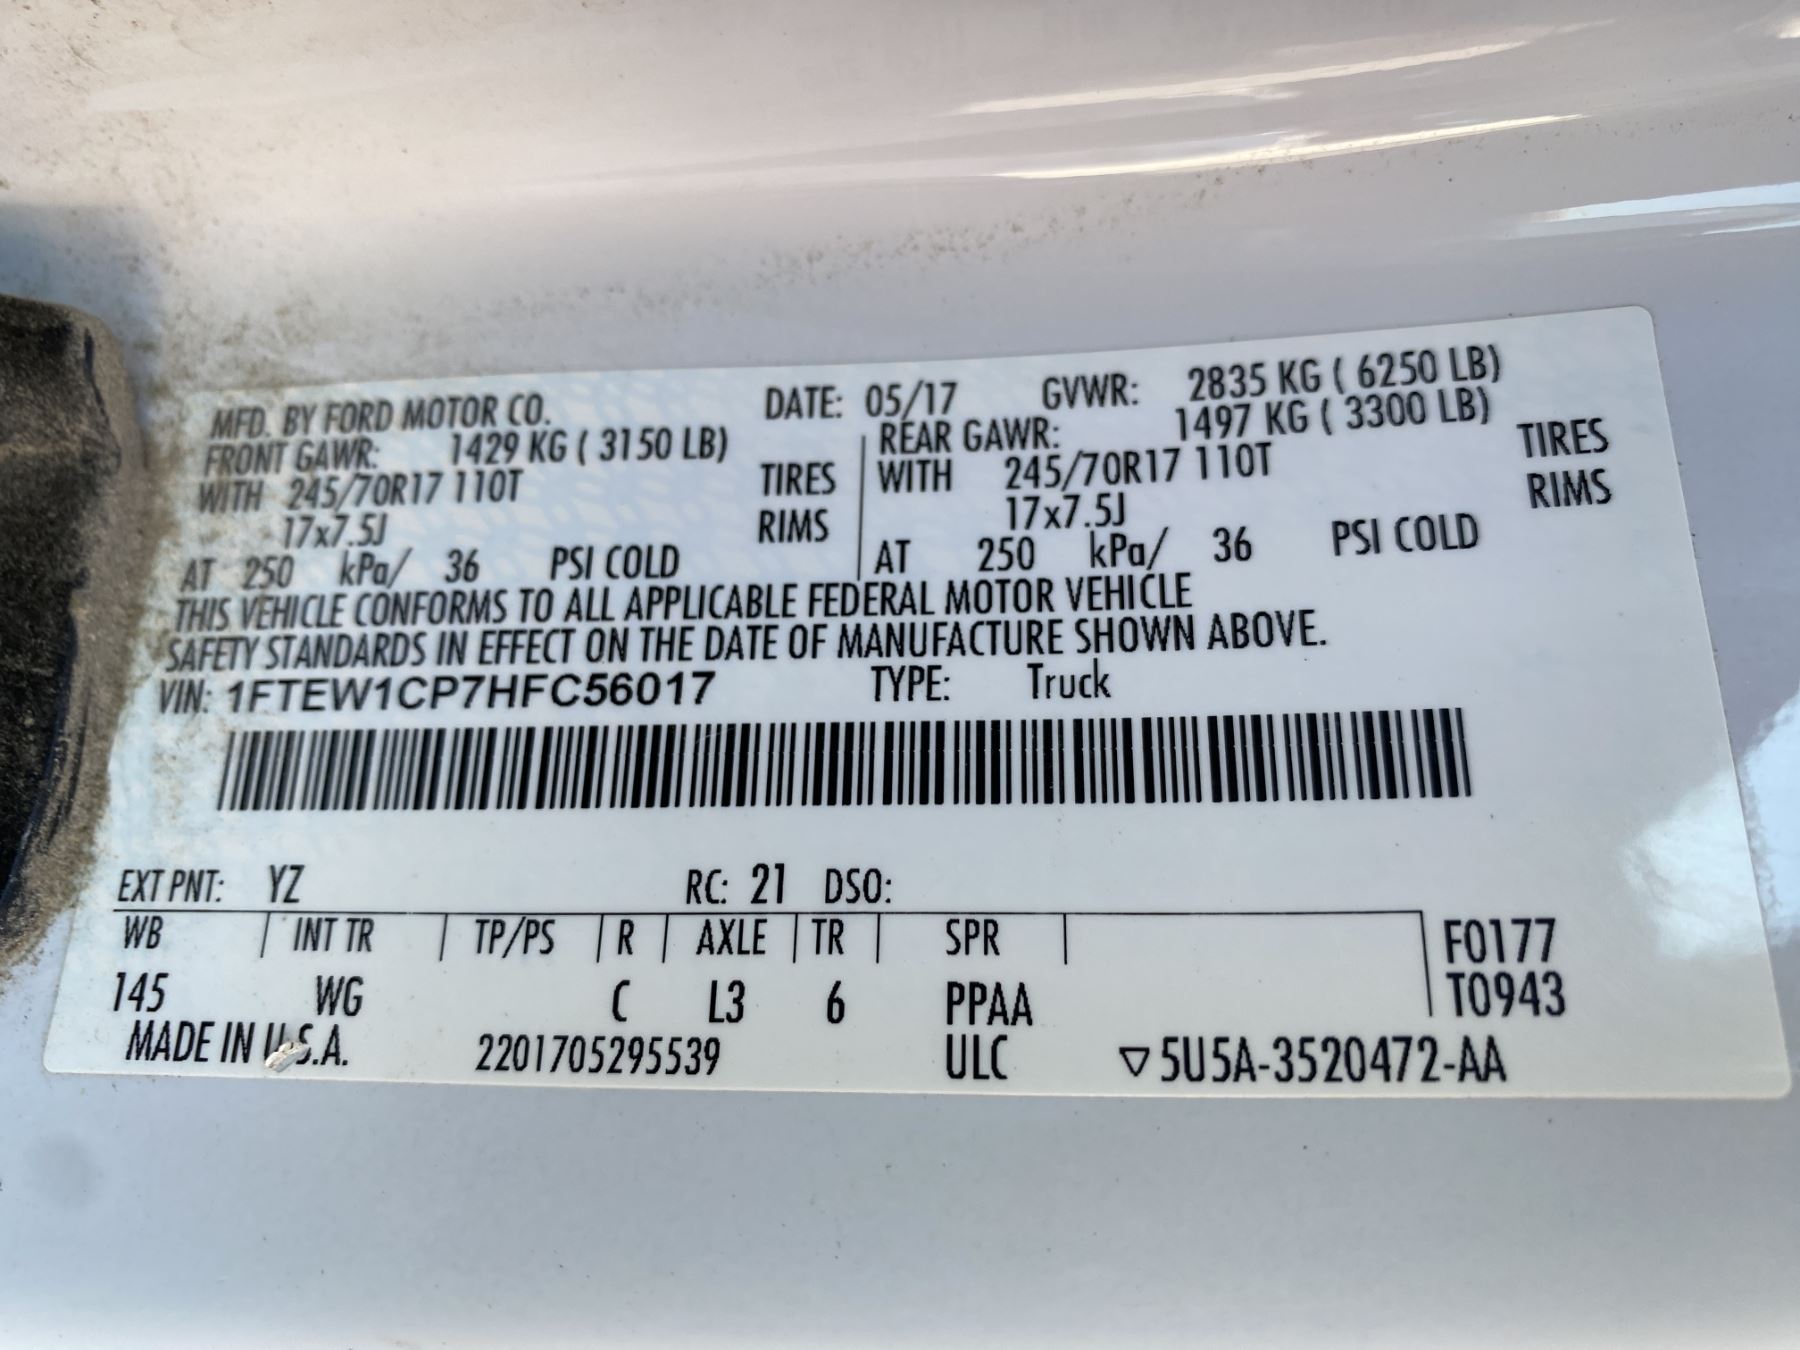 MFD. BY FORD MOTOR CO. DATE: 05/17 GVWR: 2835 KG ( 6250 LB)
FRONT GAWR: 1429 KG ( 3150 LB) REAR GAWR: 1497 KG ( 3300 LB)
WITH 245/70R17 110T TIRES WITH 245/70R17 110T TIRES
17x7.5J RIMS 17x7.5J RIMS
AT 250 kPa/ 36 PSI COLD AT 250 kPa/ 36 PSI COLD
THIS VEHICLE CONFORMS TO ALL APPLICABLE FEDERAL MOTOR VEHICLE
SAFETY STANDARDS IN EFFECT ON THE DATE OF MANUFACTURE SHOWN ABOVE.
VIN: 1FTEW1CP7HFC56017 TYPE: Truck
EXT PNT: YZ RC: 21 DSO:
WB INT TR TP/PS R AXLE TR SPR F0177
145 WG C L3 6 PPAA T0943
MADE IN U.S.A. 2201705295539 ULC ▽5U5A-3520472-AA